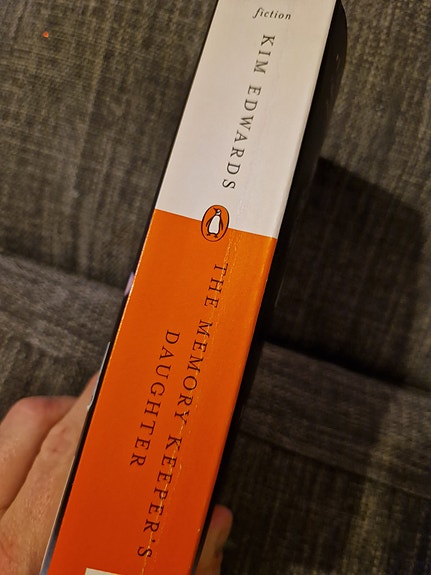 fiction
KIM EDWARDS
THE MEMORY KEEPER'S
DAUGHTER